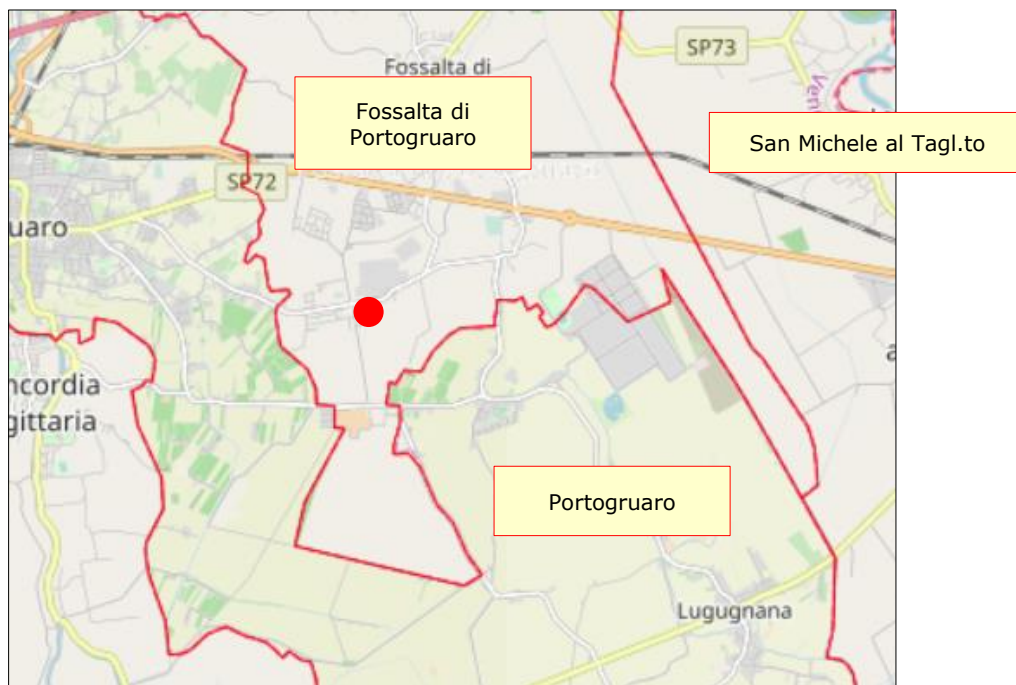 SP73
Fossalta di
Fossalta di
Portogruaro
San Michele al Tagl.to
SP72
uaro
ncordia
gittaria
Portogruaro
Lugugnana